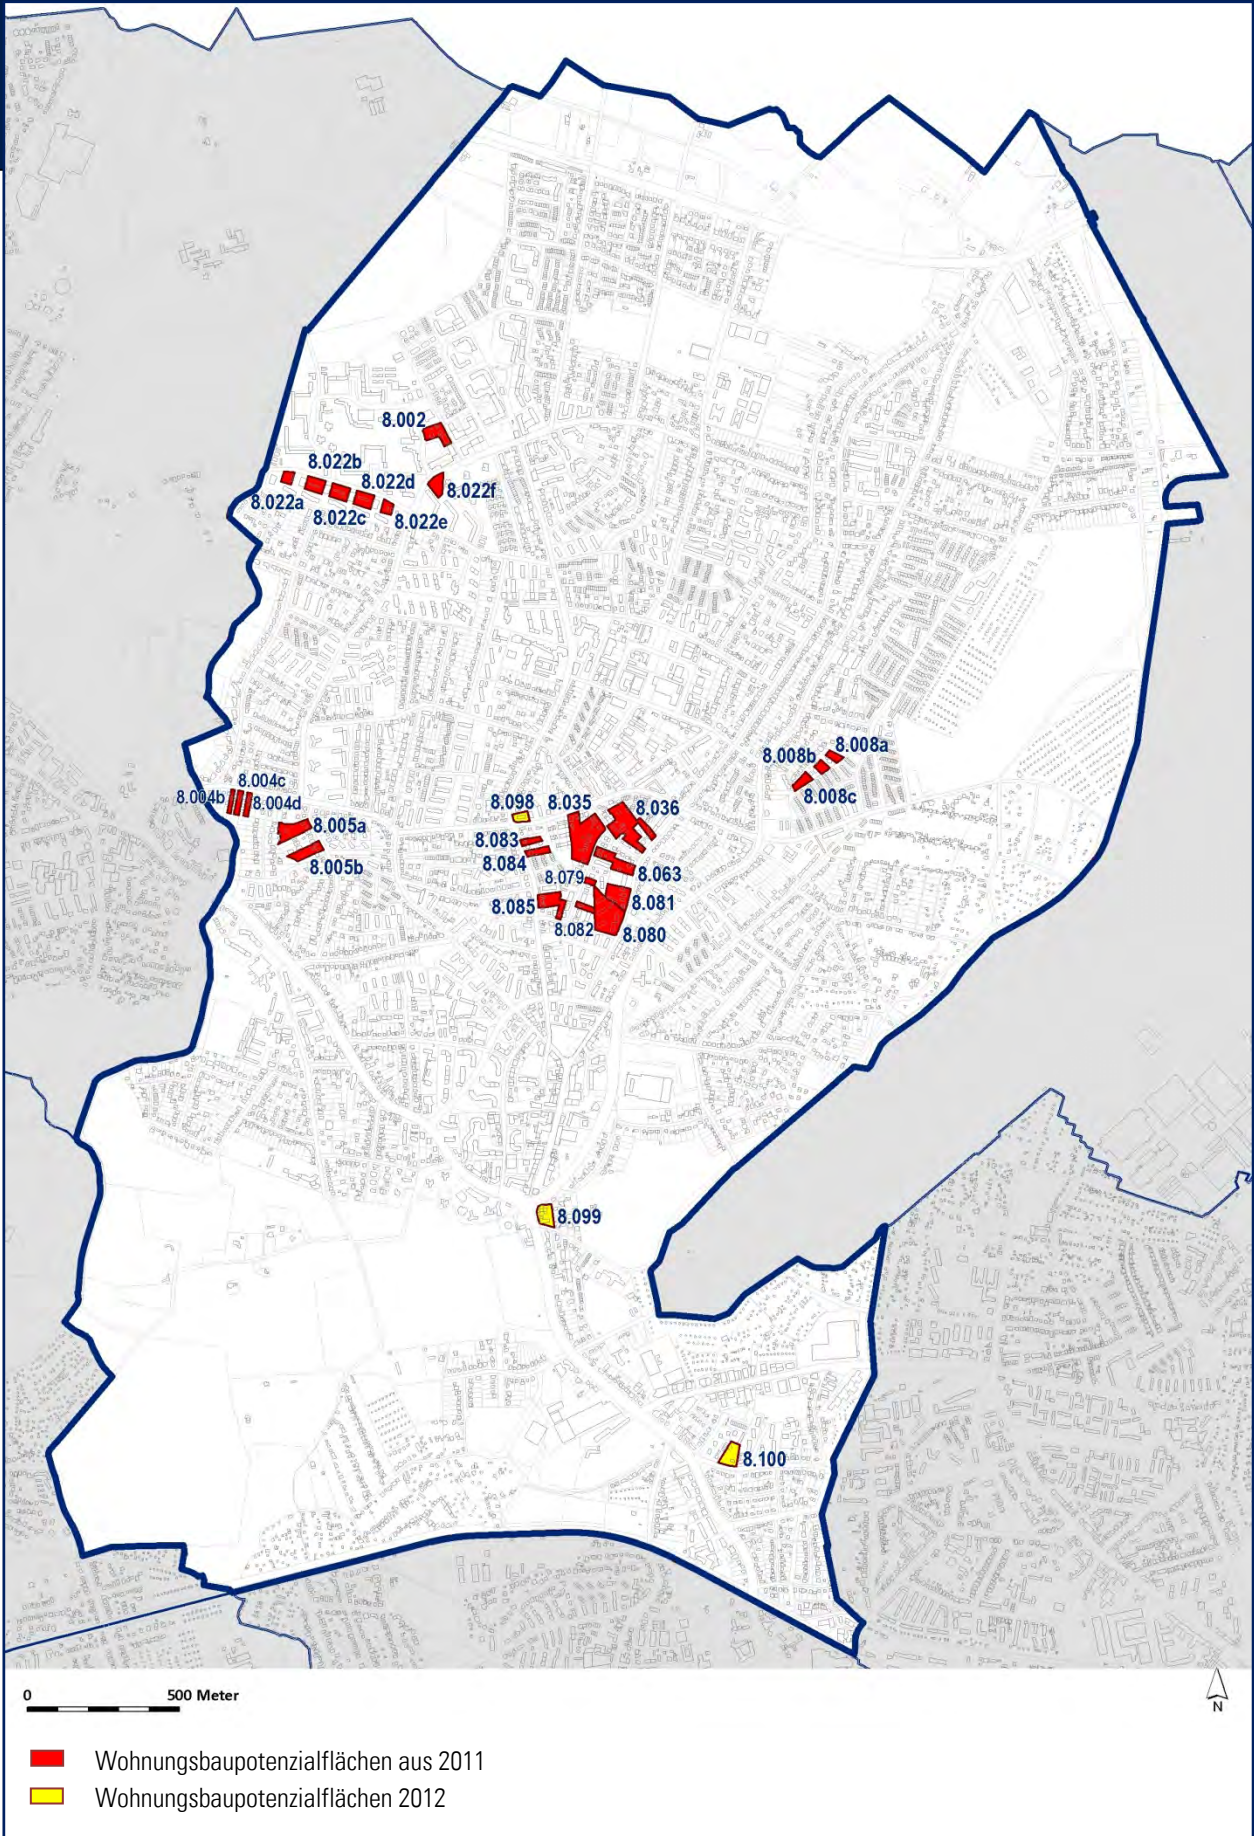 8.002
8.022b
8.022d
8.022a
8.022f
8.022c
8.022e
8.008b
8.008a
8.008c
8.004c
8.004b
8.004d
8.005a
8.005b
8.098
8.035
8.036
8.083
8.084
8.079
8.063
8.085
8.081
8.082
8.080
8.099
8.100
0 500 Meter
N
Wohnungsbaupotenzialflächen aus 2011
Wohnungsbaupotenzialflächen 2012